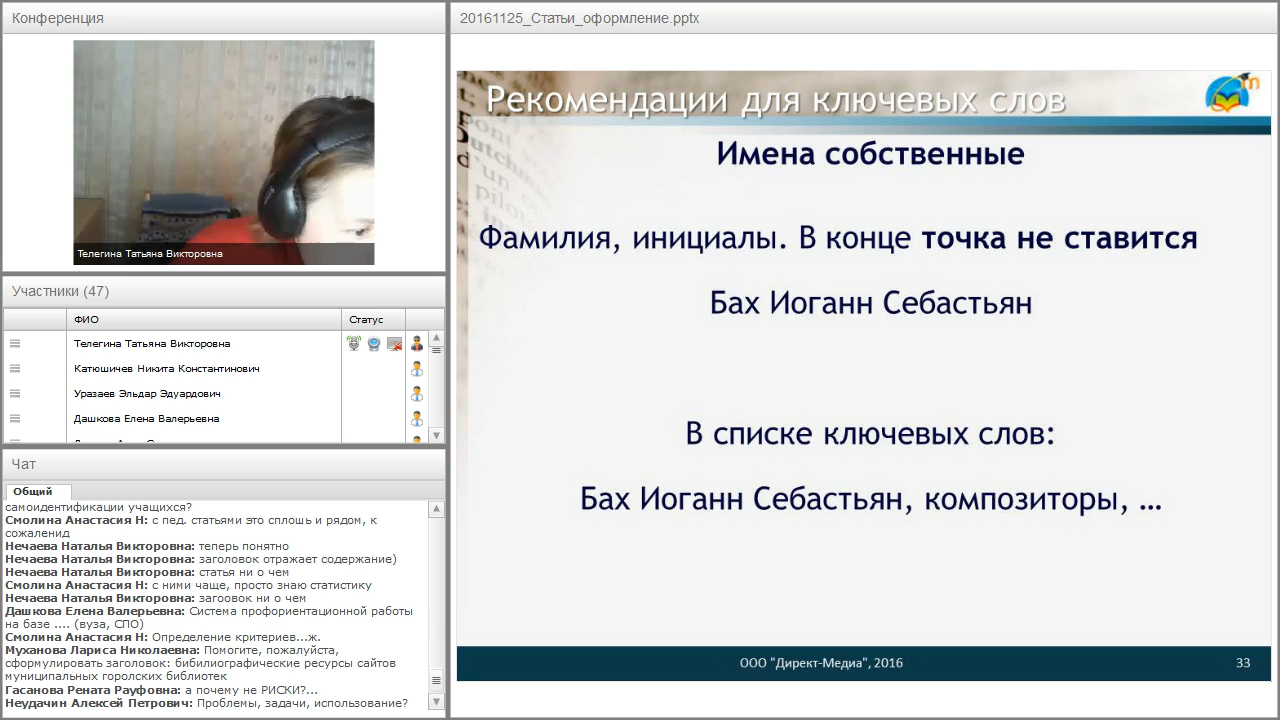 Конференция
Телегина Татьяна Викторовна
Участники (47)
ФИО
Статус
Телегина Татьяна Викторовна
Катюшичев Никита Константинович
Уразаев Эльдар Эдуардович
Дашкова Елена Валерьевна
Чат
Общий
самоидентификации учащихся?
Смолина Анастасия Н: с пед. статьями это сплошь и рядом, к
сожаленид
Нечаева Наталья Викторовна: теперь понятно
Нечаева Наталья Викторовна: заголовок отражает содержание)
Нечаева Наталья Викторовна: статья ни о чем
Смолина Анастасия Н: с ними чаще, просто знаю статистику
Нечаева Наталья Викторовна: загоовок ни о чем
Дашкова Елена Валерьевна: Система профориентационной работы
на базе .... (вуза, СПО)
Смолина Анастасия Н: Определение критериев...ж.
Муханова Лариса Николаевна: Помогите, пожалуйста,
сформулировать заголовок: бибилиографические ресурсы сайтов
муниципальных горолских библиотек
Гасанова Рената Рауфовна: а почему не РИСКИ?...
Неудачин Алексей Петрович: Проблемы, задачи, использование?
20161125_Статьи_оформление.pptx
Рекомендации для ключевых слов
Имена собственные
Фамилия, инициалы. В конце точка не ставится
Бах Иоганн Себастьян
В списке ключевых слов:
Бах Иоганн Себастьян, композиторы, ...
ООО "Директ-Медиа", 2016
33